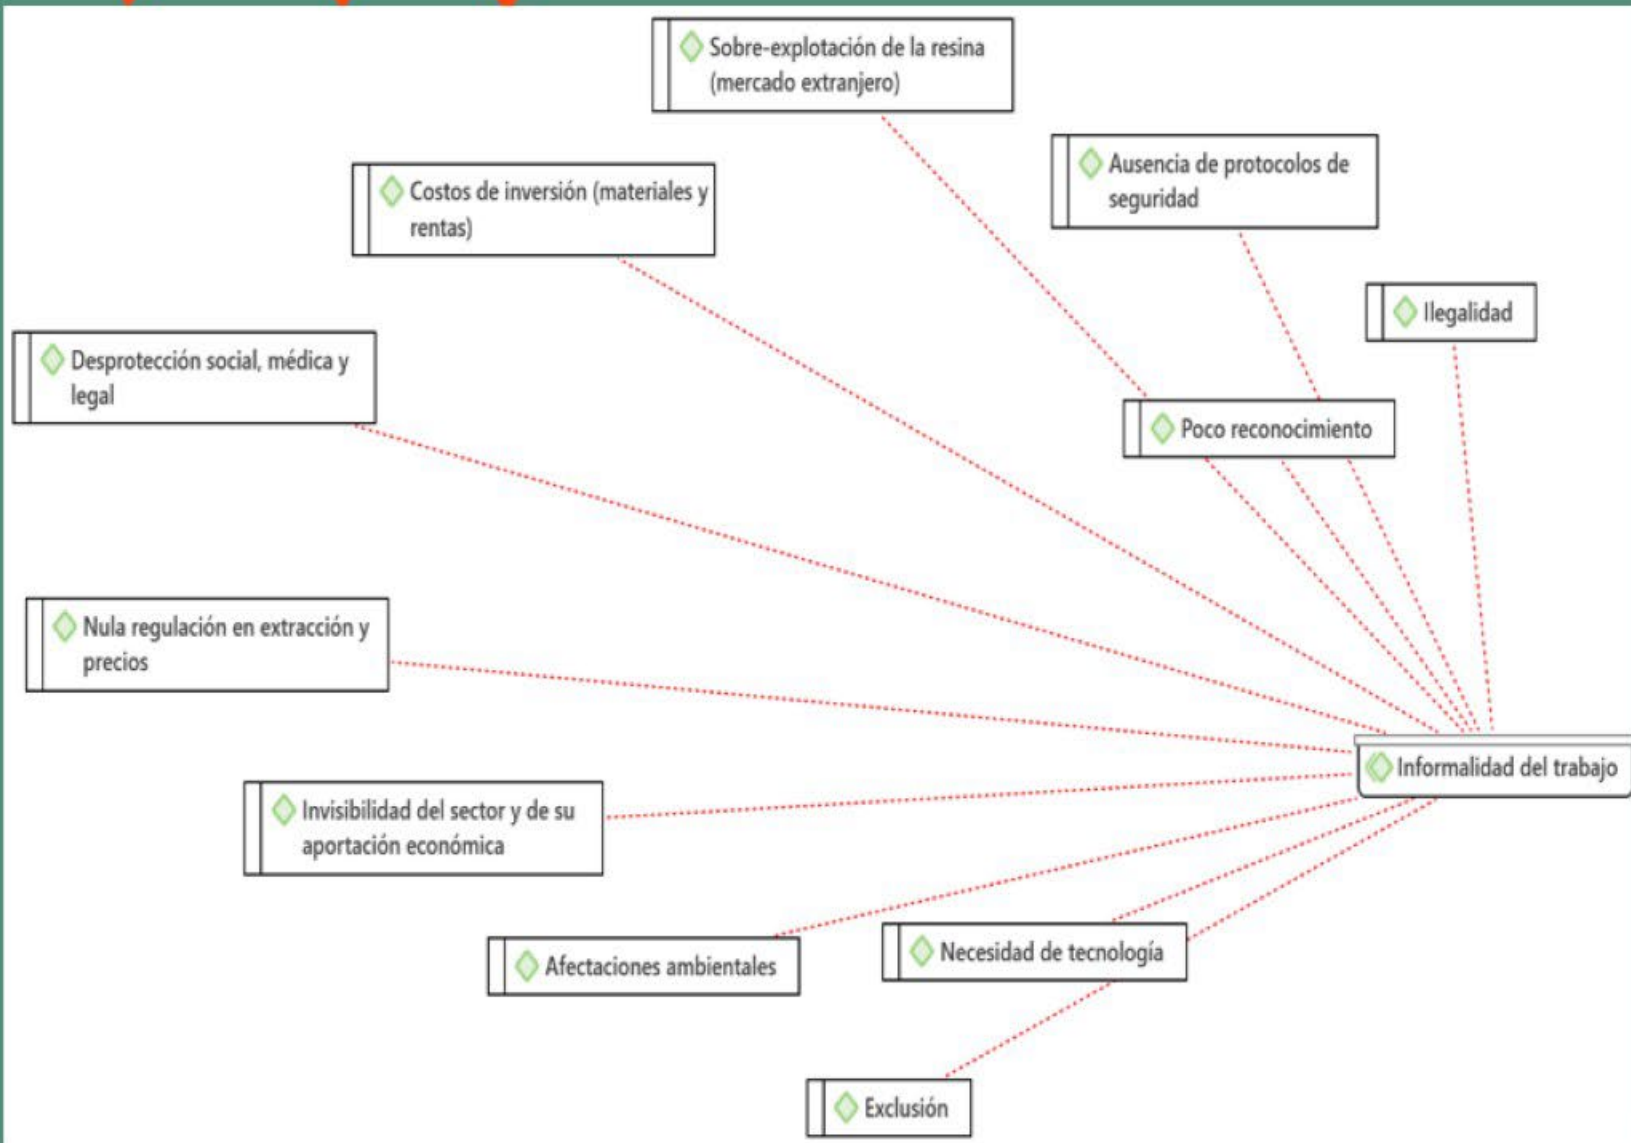 Sobre-explotación de la resina
(mercado extranjero)
Ausencia de protocolos de
seguridad
Costos de inversión (materiales y
rentas)
Ilegalidad
Desprotección social, médica y
legal
Poco reconocimiento
Nula regulación en extracción y
precios
Informalidad del trabajo
Invisibilidad del sector y de su
aportación económica
Necesidad de tecnología
Afectaciones ambientales
Exclusión